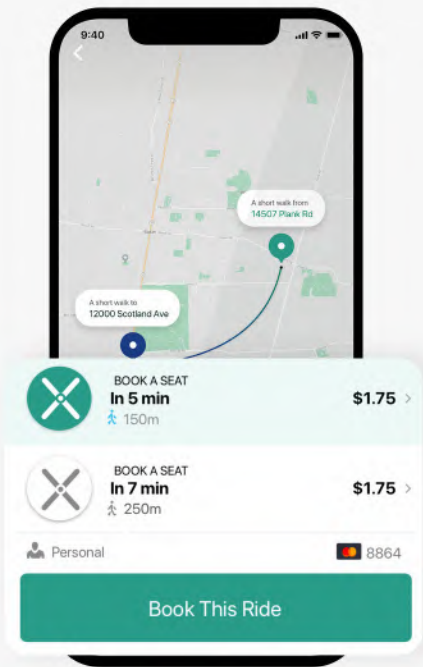 9:40
A short walk from
14507 Plank Rd
A short walk to
12000 Scotland Ave
BOOK A SEAT
In 5 min
$1.75
150m
BOOK A SEAT
In 7 min
$1.75
250m
Personal
8864
Book This Ride